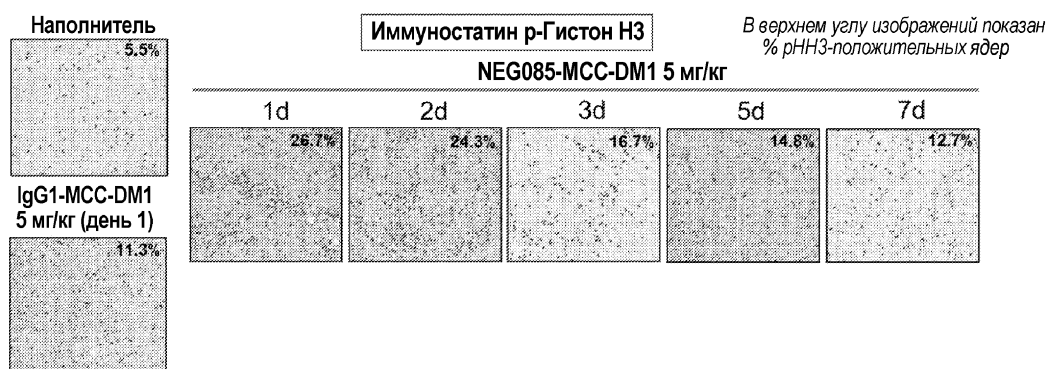 Наполнитель
5.5%
IgG1-MCC-DM1
5 мг/кг (день 1)
11.3%
Иммуностатин р-Гистон Н3
В верхнем углу изображений показан
% рНН3-положительных ядер
NEG085-MCC-DM1 5 мг/кг
1d 2d 3d 5d 7d
26.7% 24.3% 16.7% 14.8% 12.7%